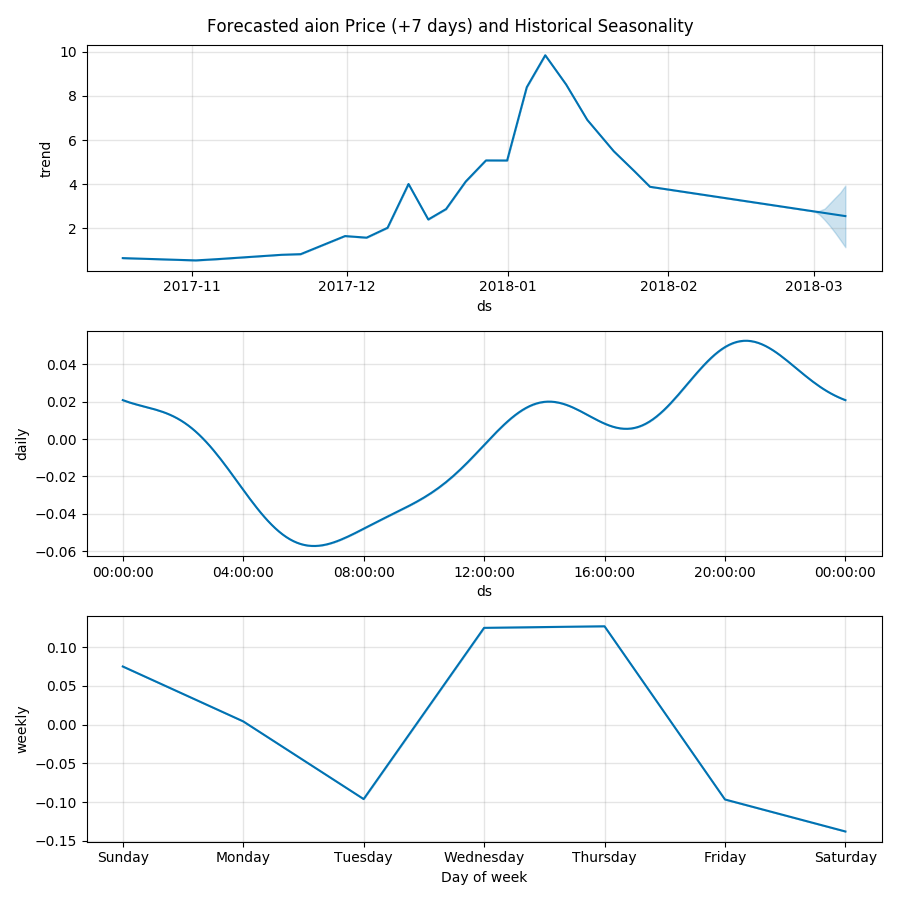 Forecasted aion Price (+7 days) and Historical Seasonality
10
8
6
4
2
trend
2017-11 2017-12 2018-01 2018-02 2018-03
ds
0.04
0.02
0.00
−0.02
−0.04
−0.06
daily
00:00:00 04:00:00 08:00:00 12:00:00 16:00:00 20:00:00 00:00:00
ds
0.10
0.05
0.00
−0.05
−0.10
−0.15
weekly
Sunday Monday Tuesday Wednesday Thursday Friday Saturday
Day of week